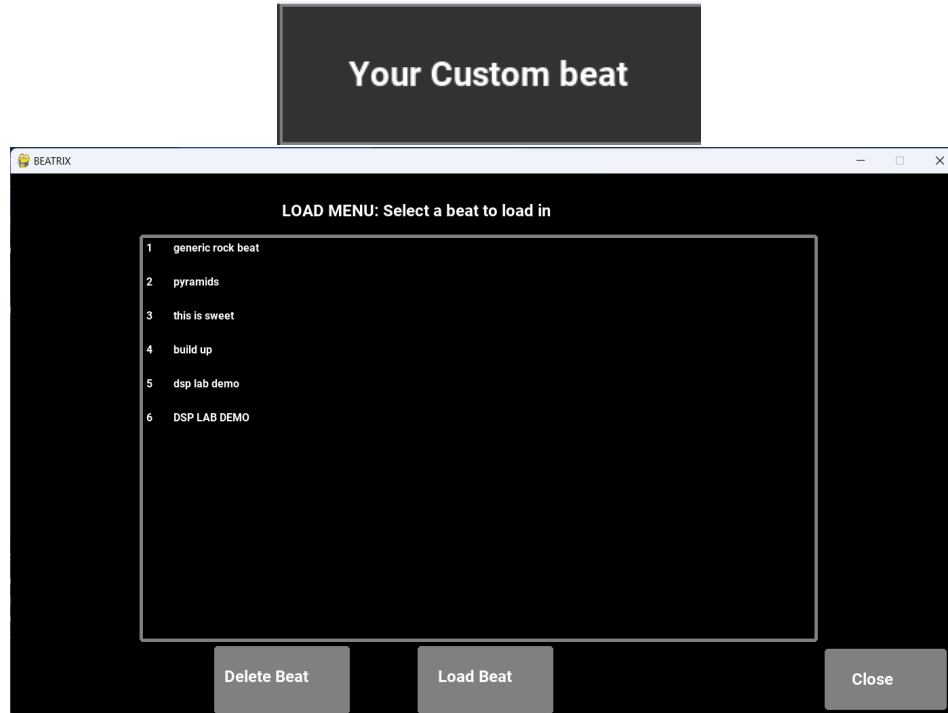 Your Custom beat
BEATRIX
LOAD MENU: Select a beat to load in
1 generic rock beat
2 pyramids
3 this is sweet
4 build up
5 dsp lab demo
6 DSP LAB DEMO
Delete Beat Load Beat Close